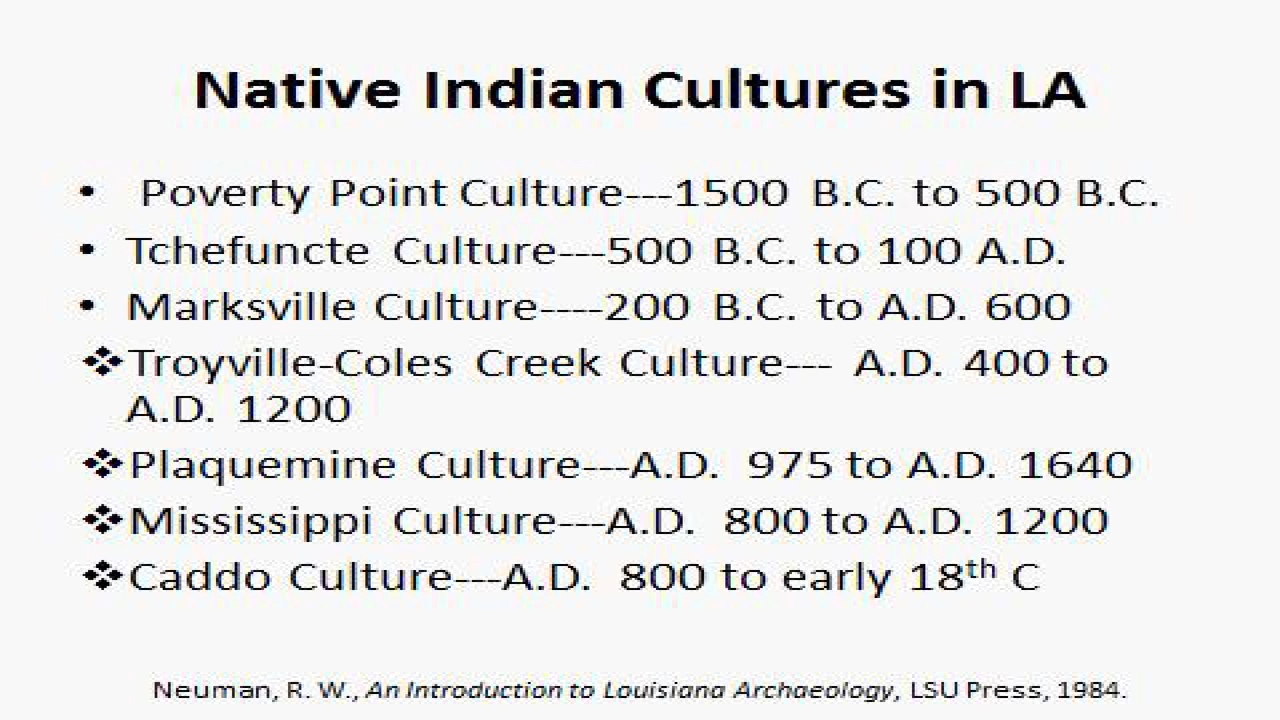 Native Indian Cultures in LA
• Poverty Point Culture---1500 B.C. to 500 B.C.
• Tchefuncte Culture---500 B.C. to 100 A.D.
• Marksville Culture----200 B.C. to A.D. 600
❖Troyville-Coles Creek Culture--- A.D. 400 to
A.D. 1200
❖Plaquemine Culture---A.D. 975 to A.D. 1640
❖Mississippi Culture---A.D. 800 to A.D. 1200
❖Caddo Culture---A.D. 800 to early 18th C
Neuman, R. W., An Introduction to Louisiana Archaeology, LSU Press, 1984.